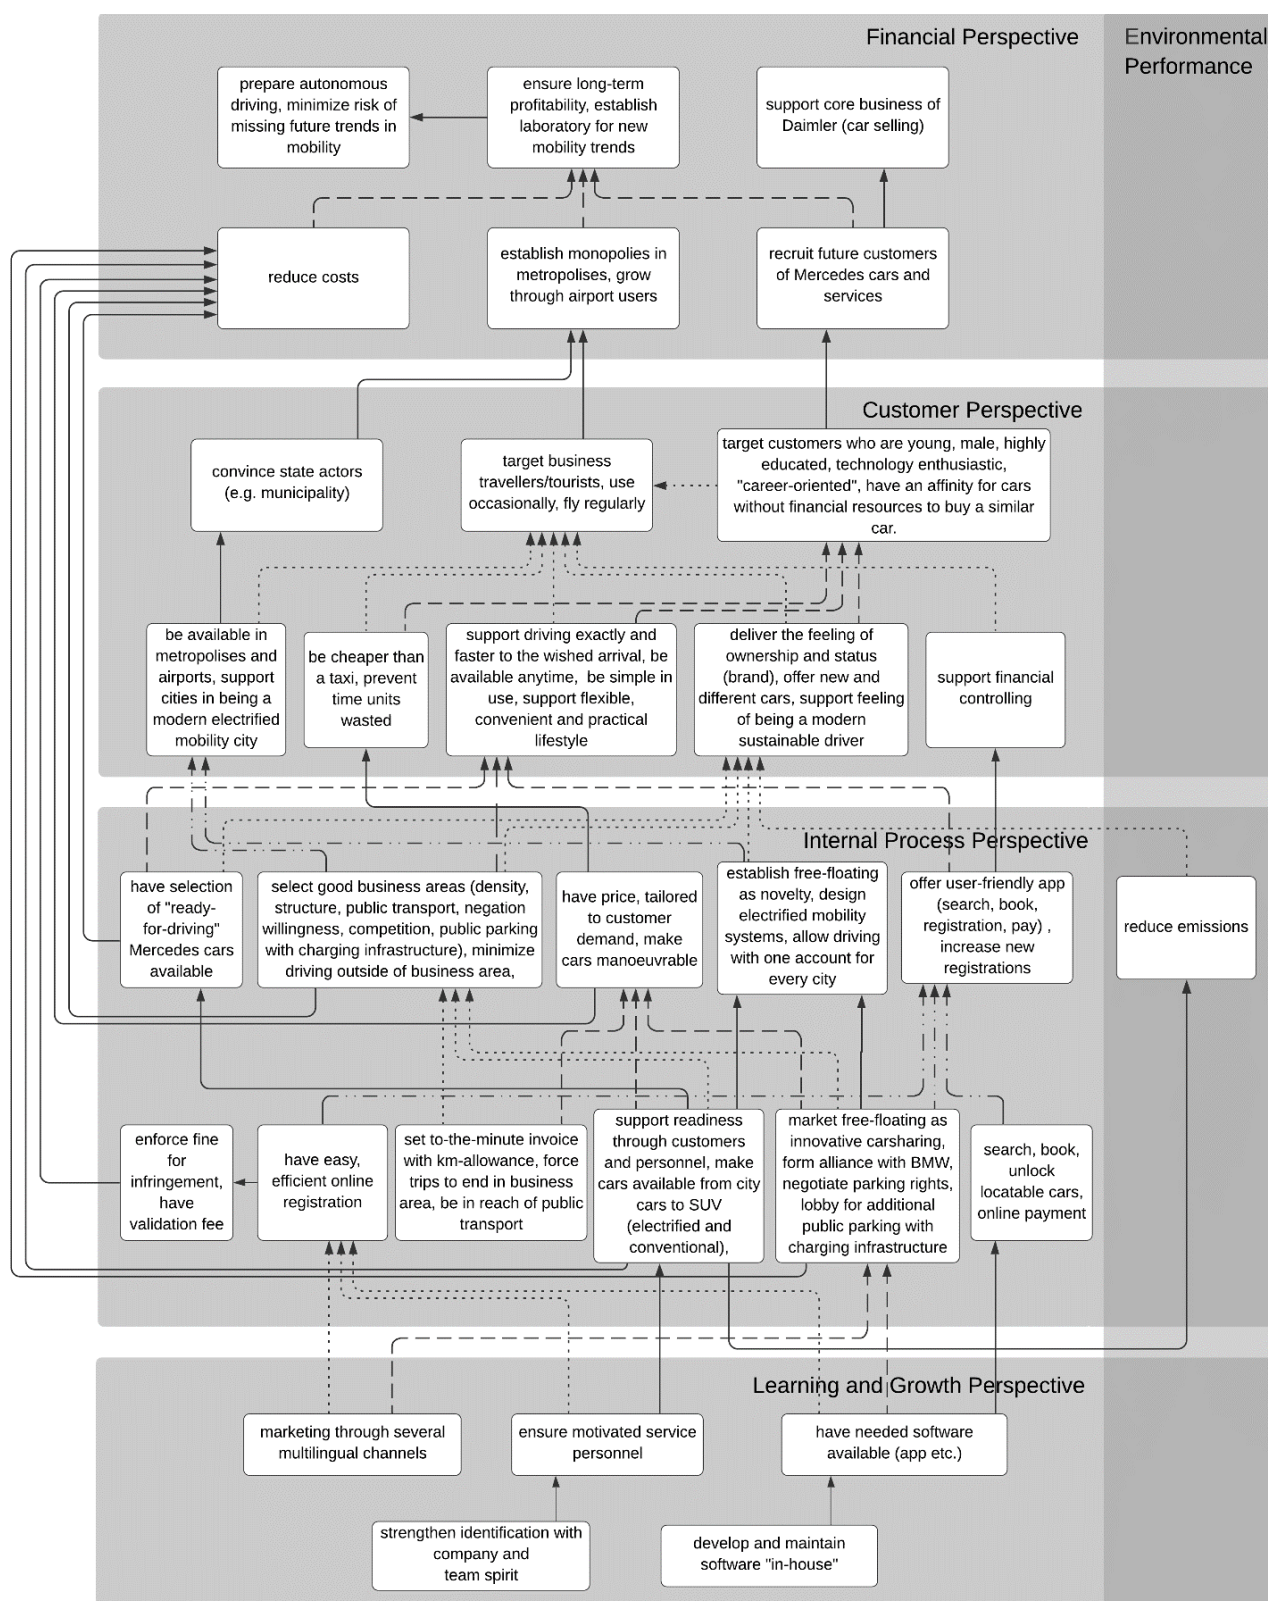 Financial Perspective
Environmental
Performance
prepare autonomous
driving, minimize risk of
missing future trends in
mobility
ensure long-term
profitability, establish
laboratory for new
mobility trends
support core business of
Daimler (car selling)
reduce costs
establish monopolies in
metropolises, grow
through airport users
recruit future customers
of Mercedes cars and
services
Customer Perspective
convince state actors
(e.g. municipality)
target business
travellers/tourists, use
occasionally, fly regularly
target customers who are young, male, highly
educated, technology enthusiastic,
"career-oriented", have an affinity for cars
without financial resources to buy a similar
car.
be available in
metropolises and
airports, support
cities in being a
modern electrified
mobility city
be cheaper than
a taxi, prevent
time units
wasted
support driving exactly and
faster to the wished arrival, be
available anytime, be simple in
use, support flexible,
convenient and practical
lifestyle
deliver the feeling of
ownership and status
(brand), offer new and
different cars, support feeling
of being a modern
sustainable driver
support financial
controlling
Internal Process Perspective
have selection
of "ready-
for-driving"
Mercedes cars
available
select good business areas (density,
structure, public transport, negation
willingness, competition, public parking
with charging infrastructure), minimize
driving outside of business area,
have price, tailored
to customer
demand, make
cars manoeuvrable
establish free-floating
as novelty, design
electrified mobility
systems, allow driving
with one account for
every city
offer user-friendly app
(search, book,
registration, pay) ,
increase new
registrations
reduce emissions
enforce fine
for
infringement,
have
validation fee
have easy,
efficient online
registration
set to-the-minute invoice
with km-allowance, force
trips to end in business
area, be in reach of public
transport
support readiness
through customers
and personnel, make
cars available from city
cars to SUV
(electrified and
conventional),
market free-floating as
innovative carsharing,
form alliance with BMW,
negotiate parking rights,
lobby for additional
public parking with
charging infrastructure
search, book,
unlock
locatable cars,
online payment
Learning and Growth Perspective
marketing through several
multilingual channels
ensure motivated service
personnel
have needed software
available (app etc.)
strengthen identification with
company and
team spirit
develop and maintain
software "in-house"